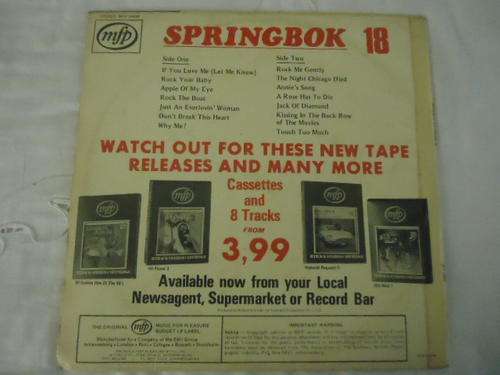 mfp
SPRINGBOK 18
Side One
If You Love Me (Let Me Know)
Rock Your Baby
Apple Of My Eye
Rock The Boat
Just An Everlovin' Woman
Don't Break This Heart
Why Me?
Side Two
Rock Me Gently
The Night Chicago Died
Annie's Song
A Rose Has To Die
Jack Of Diamond
Kissing In The Back Row
of The Movies
Touch Too Much
WATCH OUT FOR THESE NEW TAPE
RELEASES AND MANY MORE
Cassettes
and
8 Tracks
FROM
3,99
mfp
mfp
mfp
mfp
Available now from your Local
Newsagent, Supermarket or Record Bar
THE ORIGINAL
mfp
MUSIC FOR PLEASURE
BUDGET LP LABEL
IMPORTANT WARNING